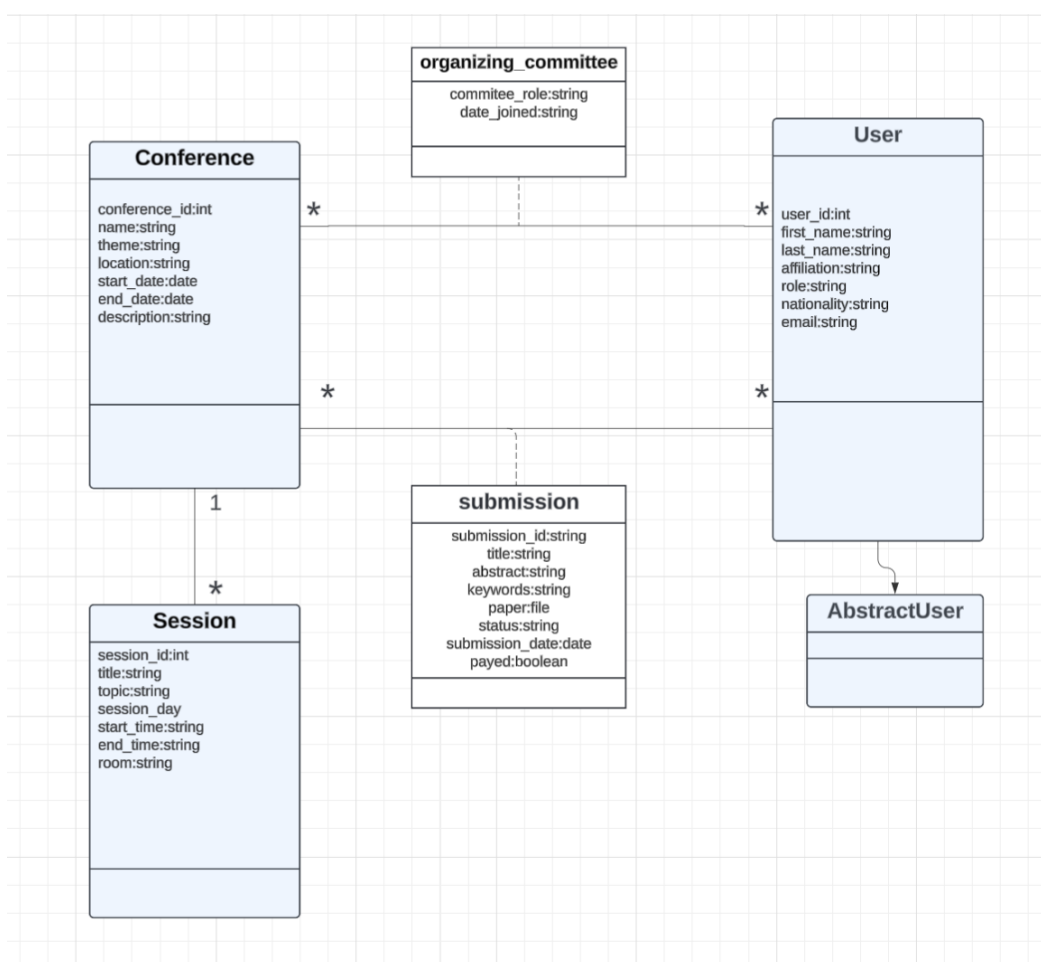 organizing_committee
commitee_role:string
date_joined:string
Conference
conference_id:int
name:string
theme:string
location:string
start_date:date
end_date:date
description:string
*
*
User
user_id:int
first_name:string
last_name:string
affiliation:string
role:string
nationality:string
email:string
*
*
submission
submission_id:string
title:string
abstract:string
keywords:string
paper:file
status:string
submission_date:date
payed:boolean
1
*
Session
session_id:int
title:string
topic:string
session_day
start_time:string
end_time:string
room:string
AbstractUser